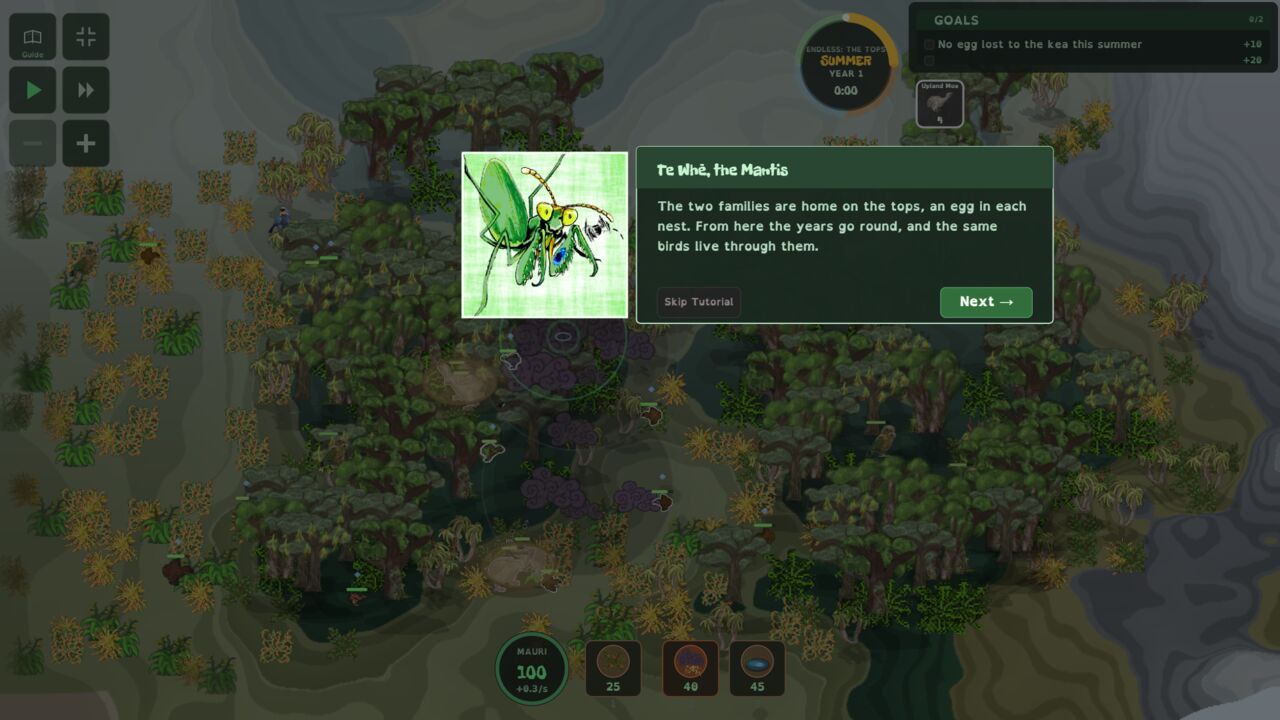 Guide
ENDLESS: THE TOPS
SUMMER
YEAR 1
0:00
GOALS
0/2
No egg lost to the kea this summer
+10
+20
Upland Moa
Te Whē, the Mantis
The two families are home on the tops, an egg in each
nest. From here the years go round, and the same
birds live through them.
Skip Tutorial
Next →
MAURI
100
+0.3/s
25
40
45